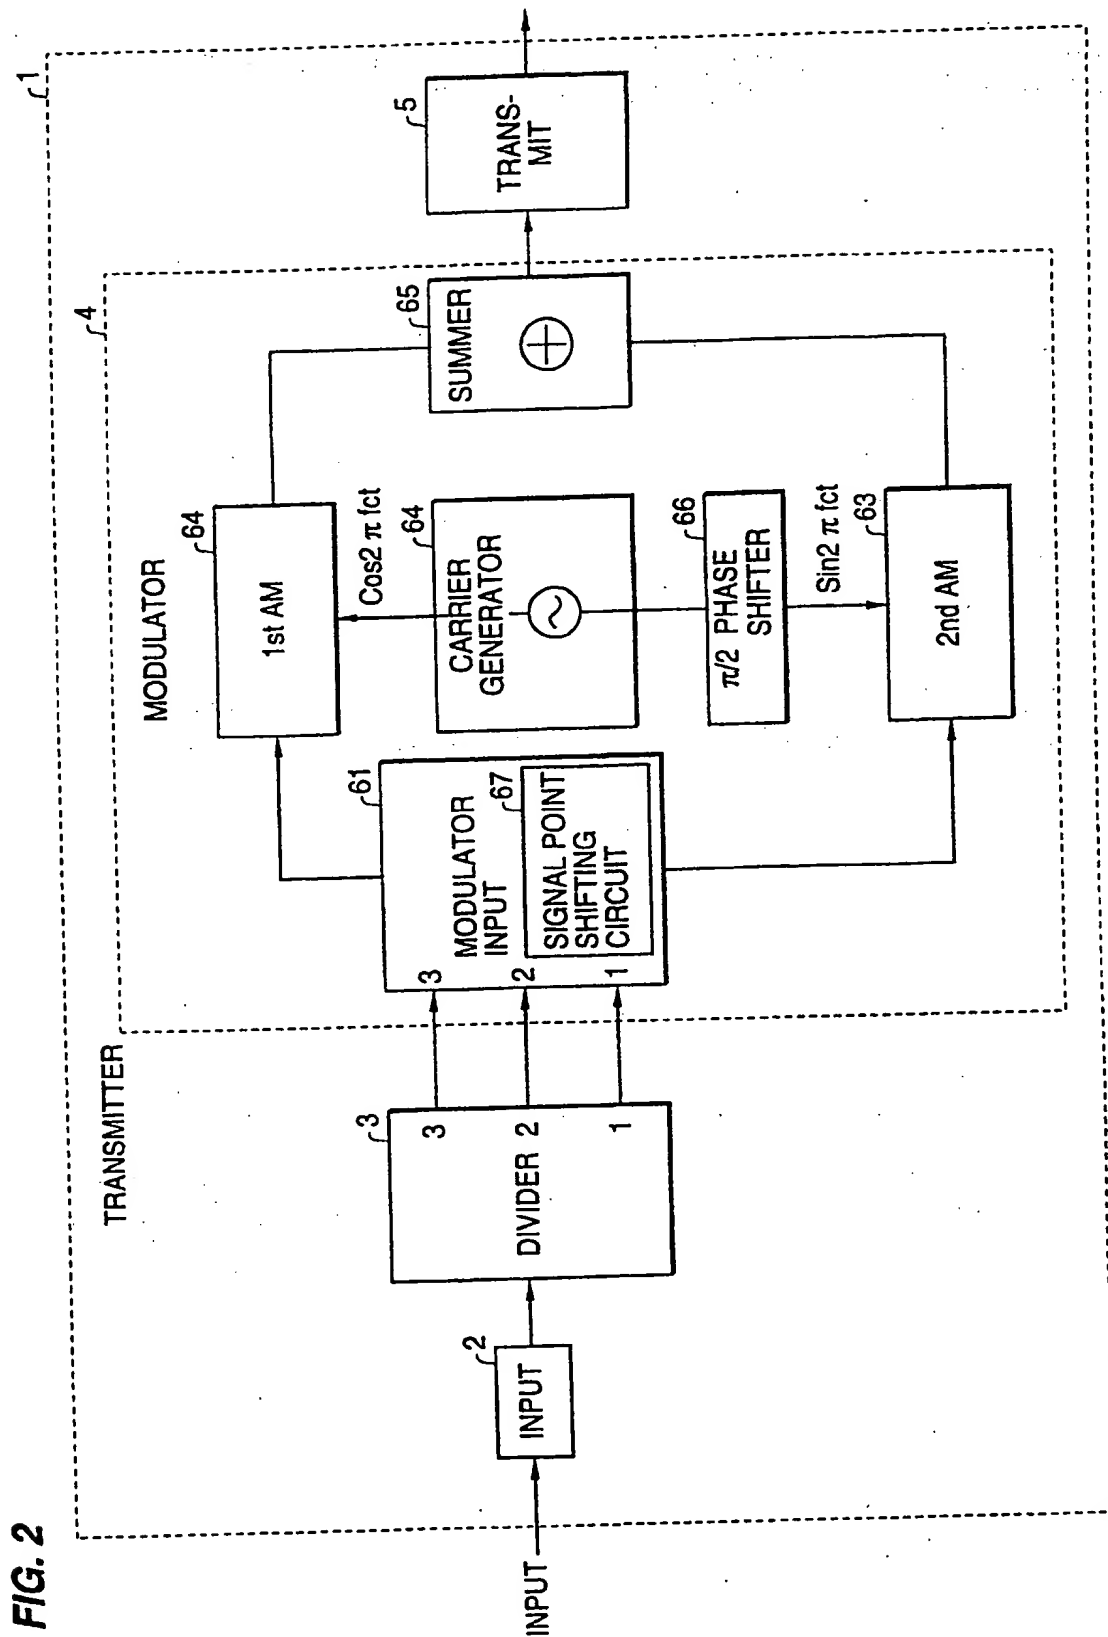 FIG. 2
1
TRANSMITTER
4
MODULATOR
INPUT
2
INPUT
3
DIVIDER
3
2
1
61
MODULATOR
INPUT
3
2
1
67
SIGNAL POINT
SHIFTING
CIRCUIT
64
1st AM
Cos2 π fct
64
CARRIER
GENERATOR
~
66
π/2 PHASE
SHIFTER
Sin2 π fct
63
2nd AM
65
SUMMER
+
5
TRANS-
MIT